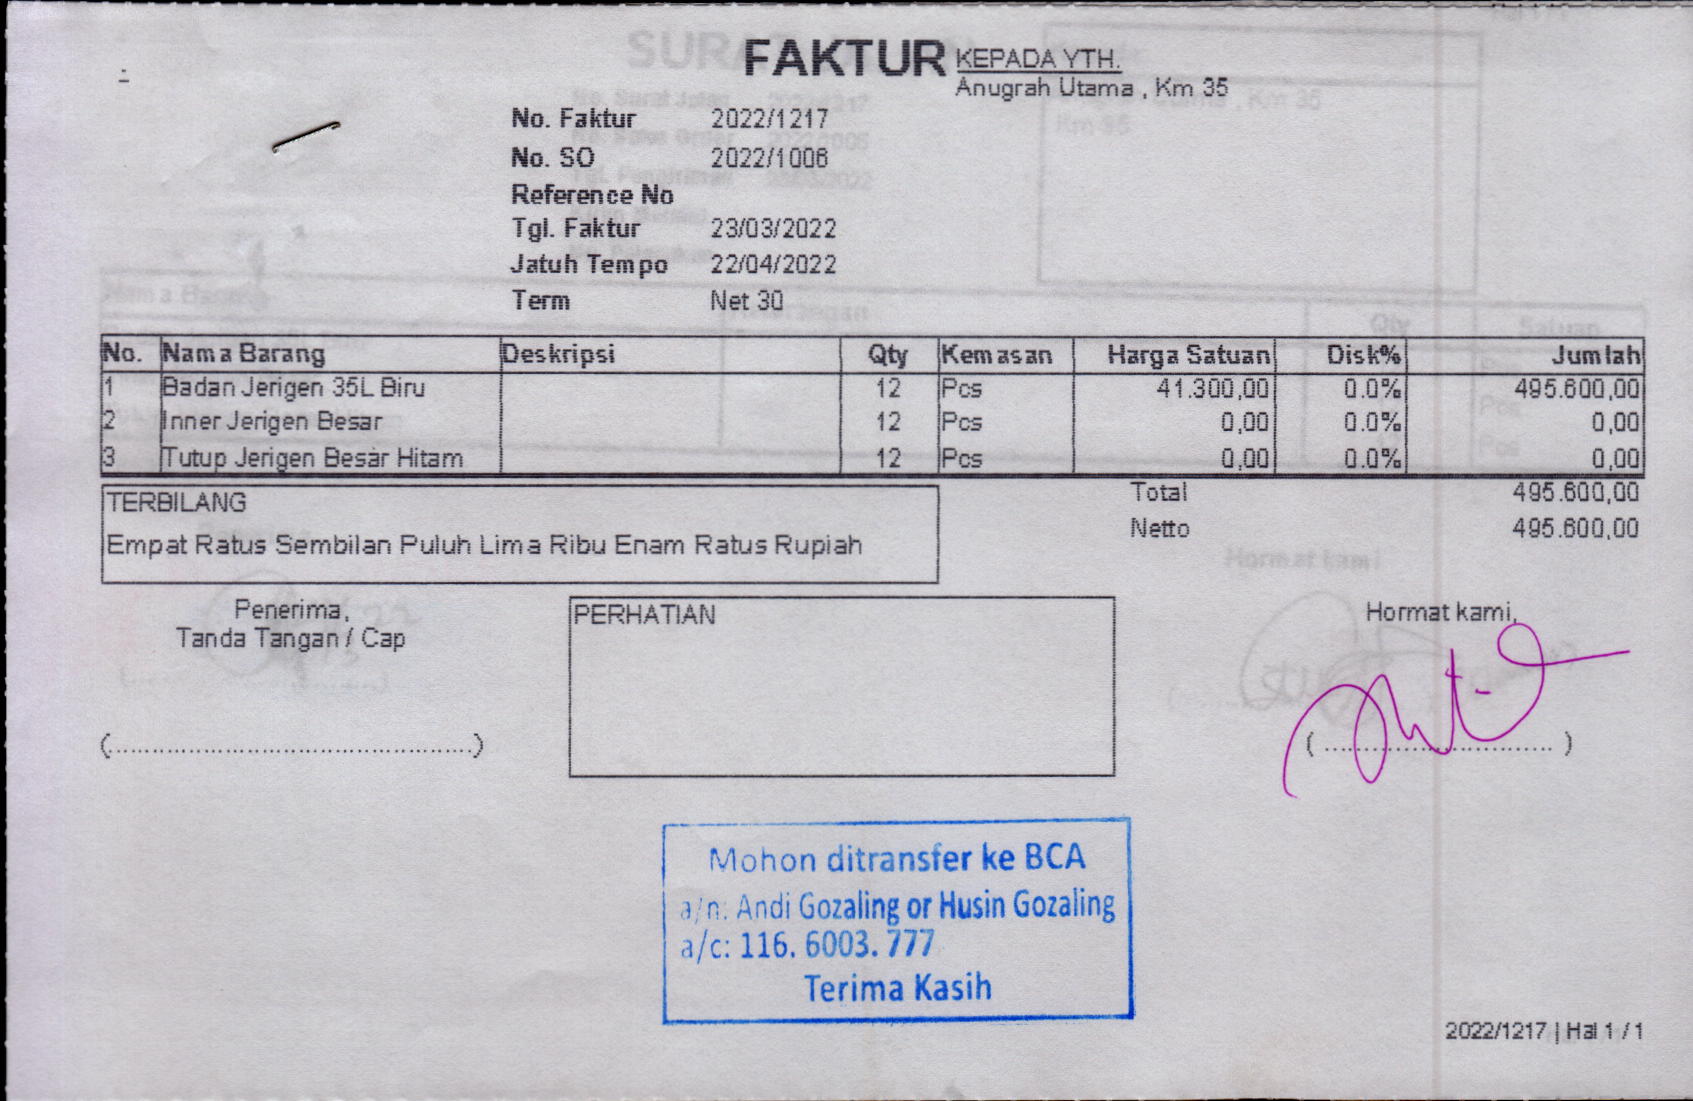 FAKTUR
KEPADA YTH.
Anugrah Utama , Km 35
No. Faktur 2022/1217
No. SO 2022/1006
Reference No
Tgl. Faktur 23/03/2022
Jatuh Tempo 22/04/2022
Term Net 30
No. Nama Barang Deskripsi Qty Kemasan Harga Satuan Disk% Jumlah
1 Badan Jerigen 35L Biru 12 Pcs 41.300,00 0.0% 495.600,00
2 Inner Jerigen Besar 12 Pcs 0,00 0.0% 0,00
3 Tutup Jerigen Besar Hitam 12 Pcs 0,00 0.0% 0,00
Total 495.600,00
Netto 495.600,00
TERBILANG
Empat Ratus Sembilan Puluh Lima Ribu Enam Ratus Rupiah
Penerima,
Tanda Tangan / Cap
(..................................................)
PERHATIAN
Hormat kami,
( ............................... )
Mohon ditransfer ke BCA
a/n: Andi Gozaling or Husin Gozaling
a/c: 116. 6003. 777
Terima Kasih
2022/1217 | Hal 1 / 1